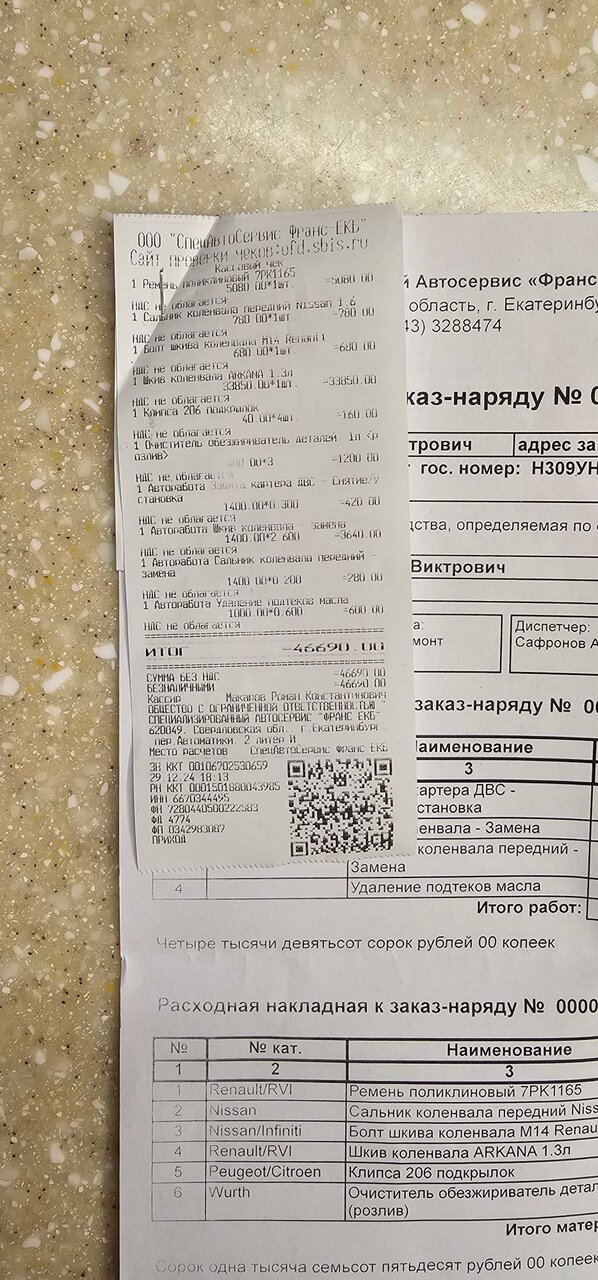 ООО "СпецАвтоСервис Франс-ЕКБ"
Сайт проверки чеков:ofd.sbis.ru
Кассовый чек
1 Ремень поликлиновый 7PK1165
5080.00*1шт. =5080.00
НДС не облагается
1 Сальник коленвала передний Nissan 1.6
780.00*1шт. =780.00
НДС не облагается
1 Болт шкива коленвала M14 Renault
680.00*1шт. =680.00
НДС не облагается
1 Шкив коленвала ARKANA 1.3л
33850.00*1шт. =33850.00
НДС не облагается
1 Клипса 206 подкрылок
40.00*4шт. =160.00
НДС не облагается
1 Очиститель обезжириватель деталей 1л <р
озлив>
400.00*3 =1200.00
НДС не облагается
1 Авторабота Защита картера ДВС - Снятие/у
становка
1400.00*0.300 =420.00
НДС не облагается
1 Авторабота Шкив коленвала - замена
1400.00*2.600 =3640.00
НДС не облагается
1 Авторабота Сальник коленвала передний -
замена
1400.00*0.200 =280.00
НДС не облагается
1 Авторабота Удаление подтеков масла
1000.00*0.600 =600.00
НДС не облагается
ИТОГ =46690.00
СУММА БЕЗ НДС =46690.00
БЕЗНАЛИЧНЫМИ =46690.00
Кассир Макаров Роман Константинович
ОБЩЕСТВО С ОГРАНИЧЕННОЙ ОТВЕТСТВЕННОСТЬЮ "
СПЕЦИАЛИЗИРОВАННЫЙ АВТОСЕРВИС "ФРАНС ЕКБ"
620049, Свердловская обл., г.Екатеринбург,
пер.Автоматики, 2 литер И
Место расчетов СпецАвтоСервис Франс ЕКБ
ЗН ККТ 00106702530659
29.12.24 18:13
РН ККТ 0001501880043985
ИНН 6670344495
ФН 7280440500222583
ФД 4774
ФП 0342983087
ПРИХОД
й Автосервис «Франс
область, г. Екатеринбу
43) 3288474
каз-наряду № 0
трович адрес за
гос. номер: Н309УН
дства, определяемая по
Виктрович
а:
монт
Диспетчер:
Сафронов А
заказ-наряду № 00
Наименование
3
картера ДВС -
становка
енвала - Замена
коленвала передний -
Замена
4 Удаление подтеков масла
Итого работ:
Четыре тысячи девятьсот сорок рублей 00 копеек
Расходная накладная к заказ-наряду № 0000
№ № кат. Наименование
1 2 3
1 Renault/RVI Ремень поликлиновый 7PK1165
2 Nissan Сальник коленвала передний Niss
3 Nissan/Infiniti Болт шкива коленвала M14 Renau
4 Renault/RVI Шкив коленвала ARKANA 1.3л
5 Peugeot/Citroen Клипса 206 подкрылок
6 Wurth Очиститель обезжириватель детал
(розлив)
Итого матер
Сорок одна тысяча семьсот пятьдесят рублей 00 копеек